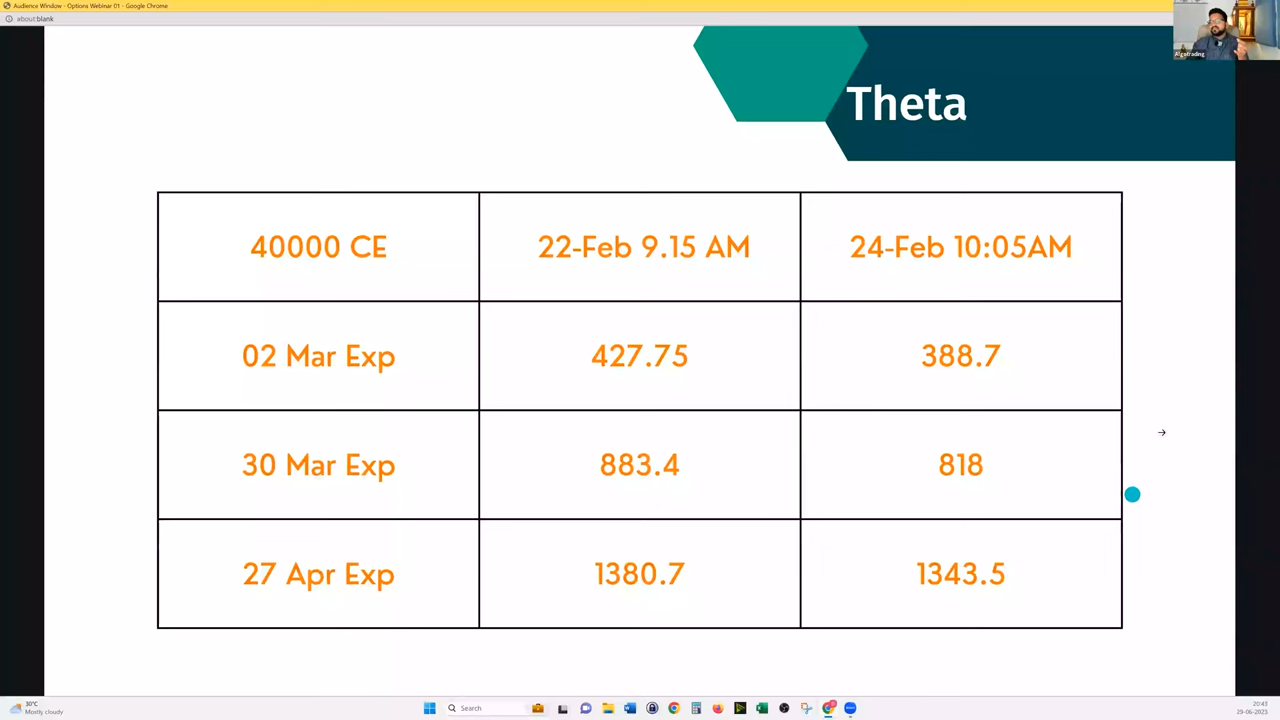 Audience Window - Options Webinar 01 - Google Chrome
about:blank
Algotrading
Theta
40000 CE 22-Feb 9.15 AM 24-Feb 10:05AM
02 Mar Exp 427.75 388.7
30 Mar Exp 883.4 818
27 Apr Exp 1380.7 1343.5
30°C
Mostly cloudy
Search
20:43
29-06-2023